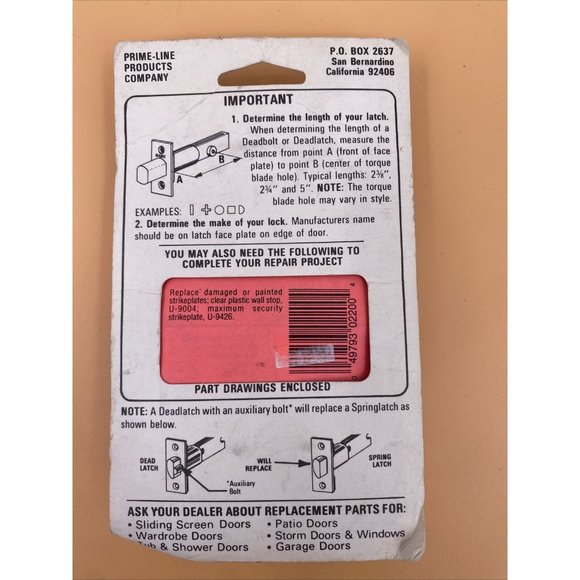 PRIME-LINE
PRODUCTS
COMPANY
P.O. BOX 2637
San Bernardino
California 92406
IMPORTANT
1. Determine the length of your latch.
When determining the length of a
Deadbolt or Deadlatch, measure the
distance from point A (front of face
plate) to point B (center of torque
blade hole). Typical lengths: 2⅜",
2¾" and 5". NOTE: The torque
blade hole may vary in style.
A
B
EXAMPLES:
2. Determine the make of your lock. Manufacturers name
should be on latch face plate on edge of door.
YOU MAY ALSO NEED THE FOLLOWING TO
COMPLETE YOUR REPAIR PROJECT
Replace damaged or painted
strikeplates; clear plastic wall stop,
U-9004; maximum security
strikeplate, U-9426.
0 49793 02200 4
PART DRAWINGS ENCLOSED
NOTE: A Deadlatch with an auxiliary bolt* will replace a Springlatch as
shown below.
DEAD
LATCH
*Auxiliary
Bolt
WILL
REPLACE
SPRING
LATCH
ASK YOUR DEALER ABOUT REPLACEMENT PARTS FOR:
• Sliding Screen Doors
• Patio Doors
• Wardrobe Doors
• Storm Doors & Windows
Tub & Shower Doors
• Garage Doors